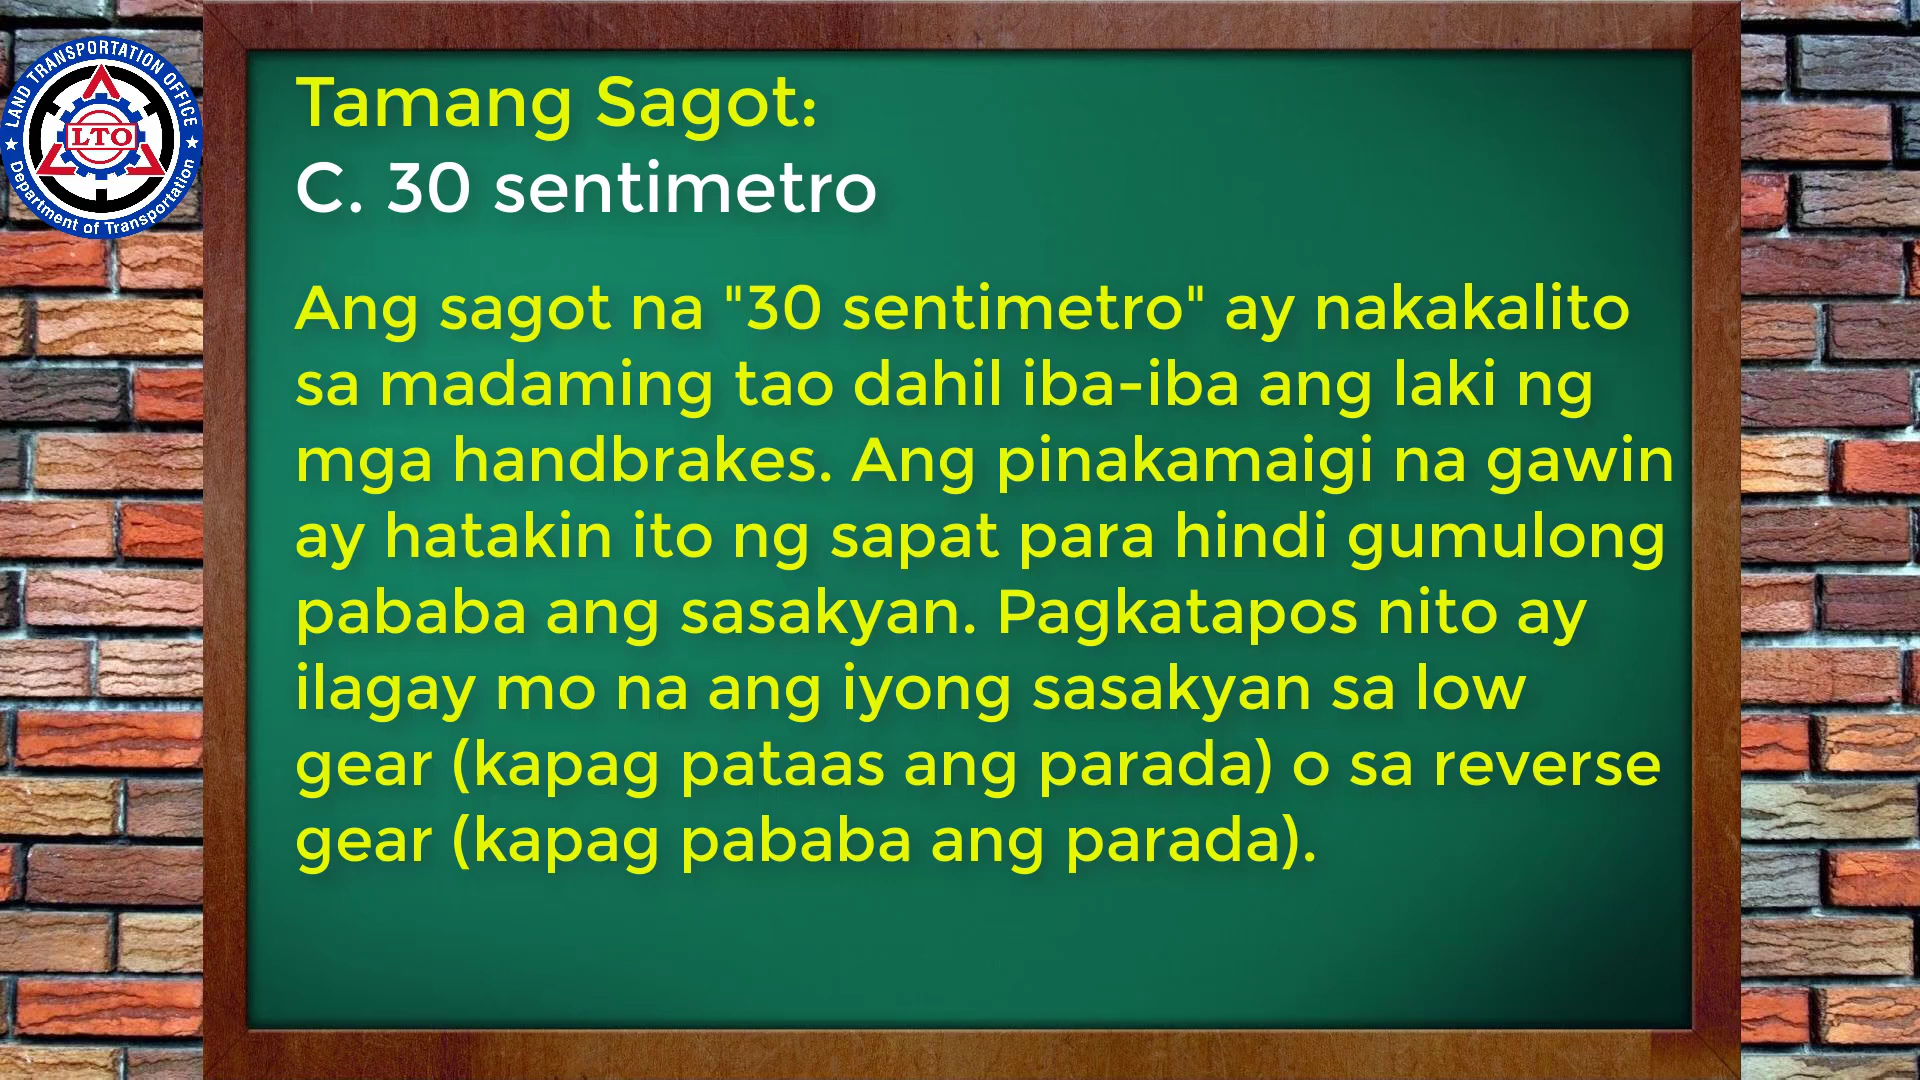 LAND TRANSPORTATION OFFICE
LTO
Department of Transportation
Tamang Sagot:
C. 30 sentimetro
Ang sagot na "30 sentimetro" ay nakakalito
sa madaming tao dahil iba-iba ang laki ng
mga handbrakes. Ang pinakamaigi na gawin
ay hatakin ito ng sapat para hindi gumulong
pababa ang sasakyan. Pagkatapos nito ay
ilagay mo na ang iyong sasakyan sa low
gear (kapag pataas ang parada) o sa reverse
gear (kapag pababa ang parada).